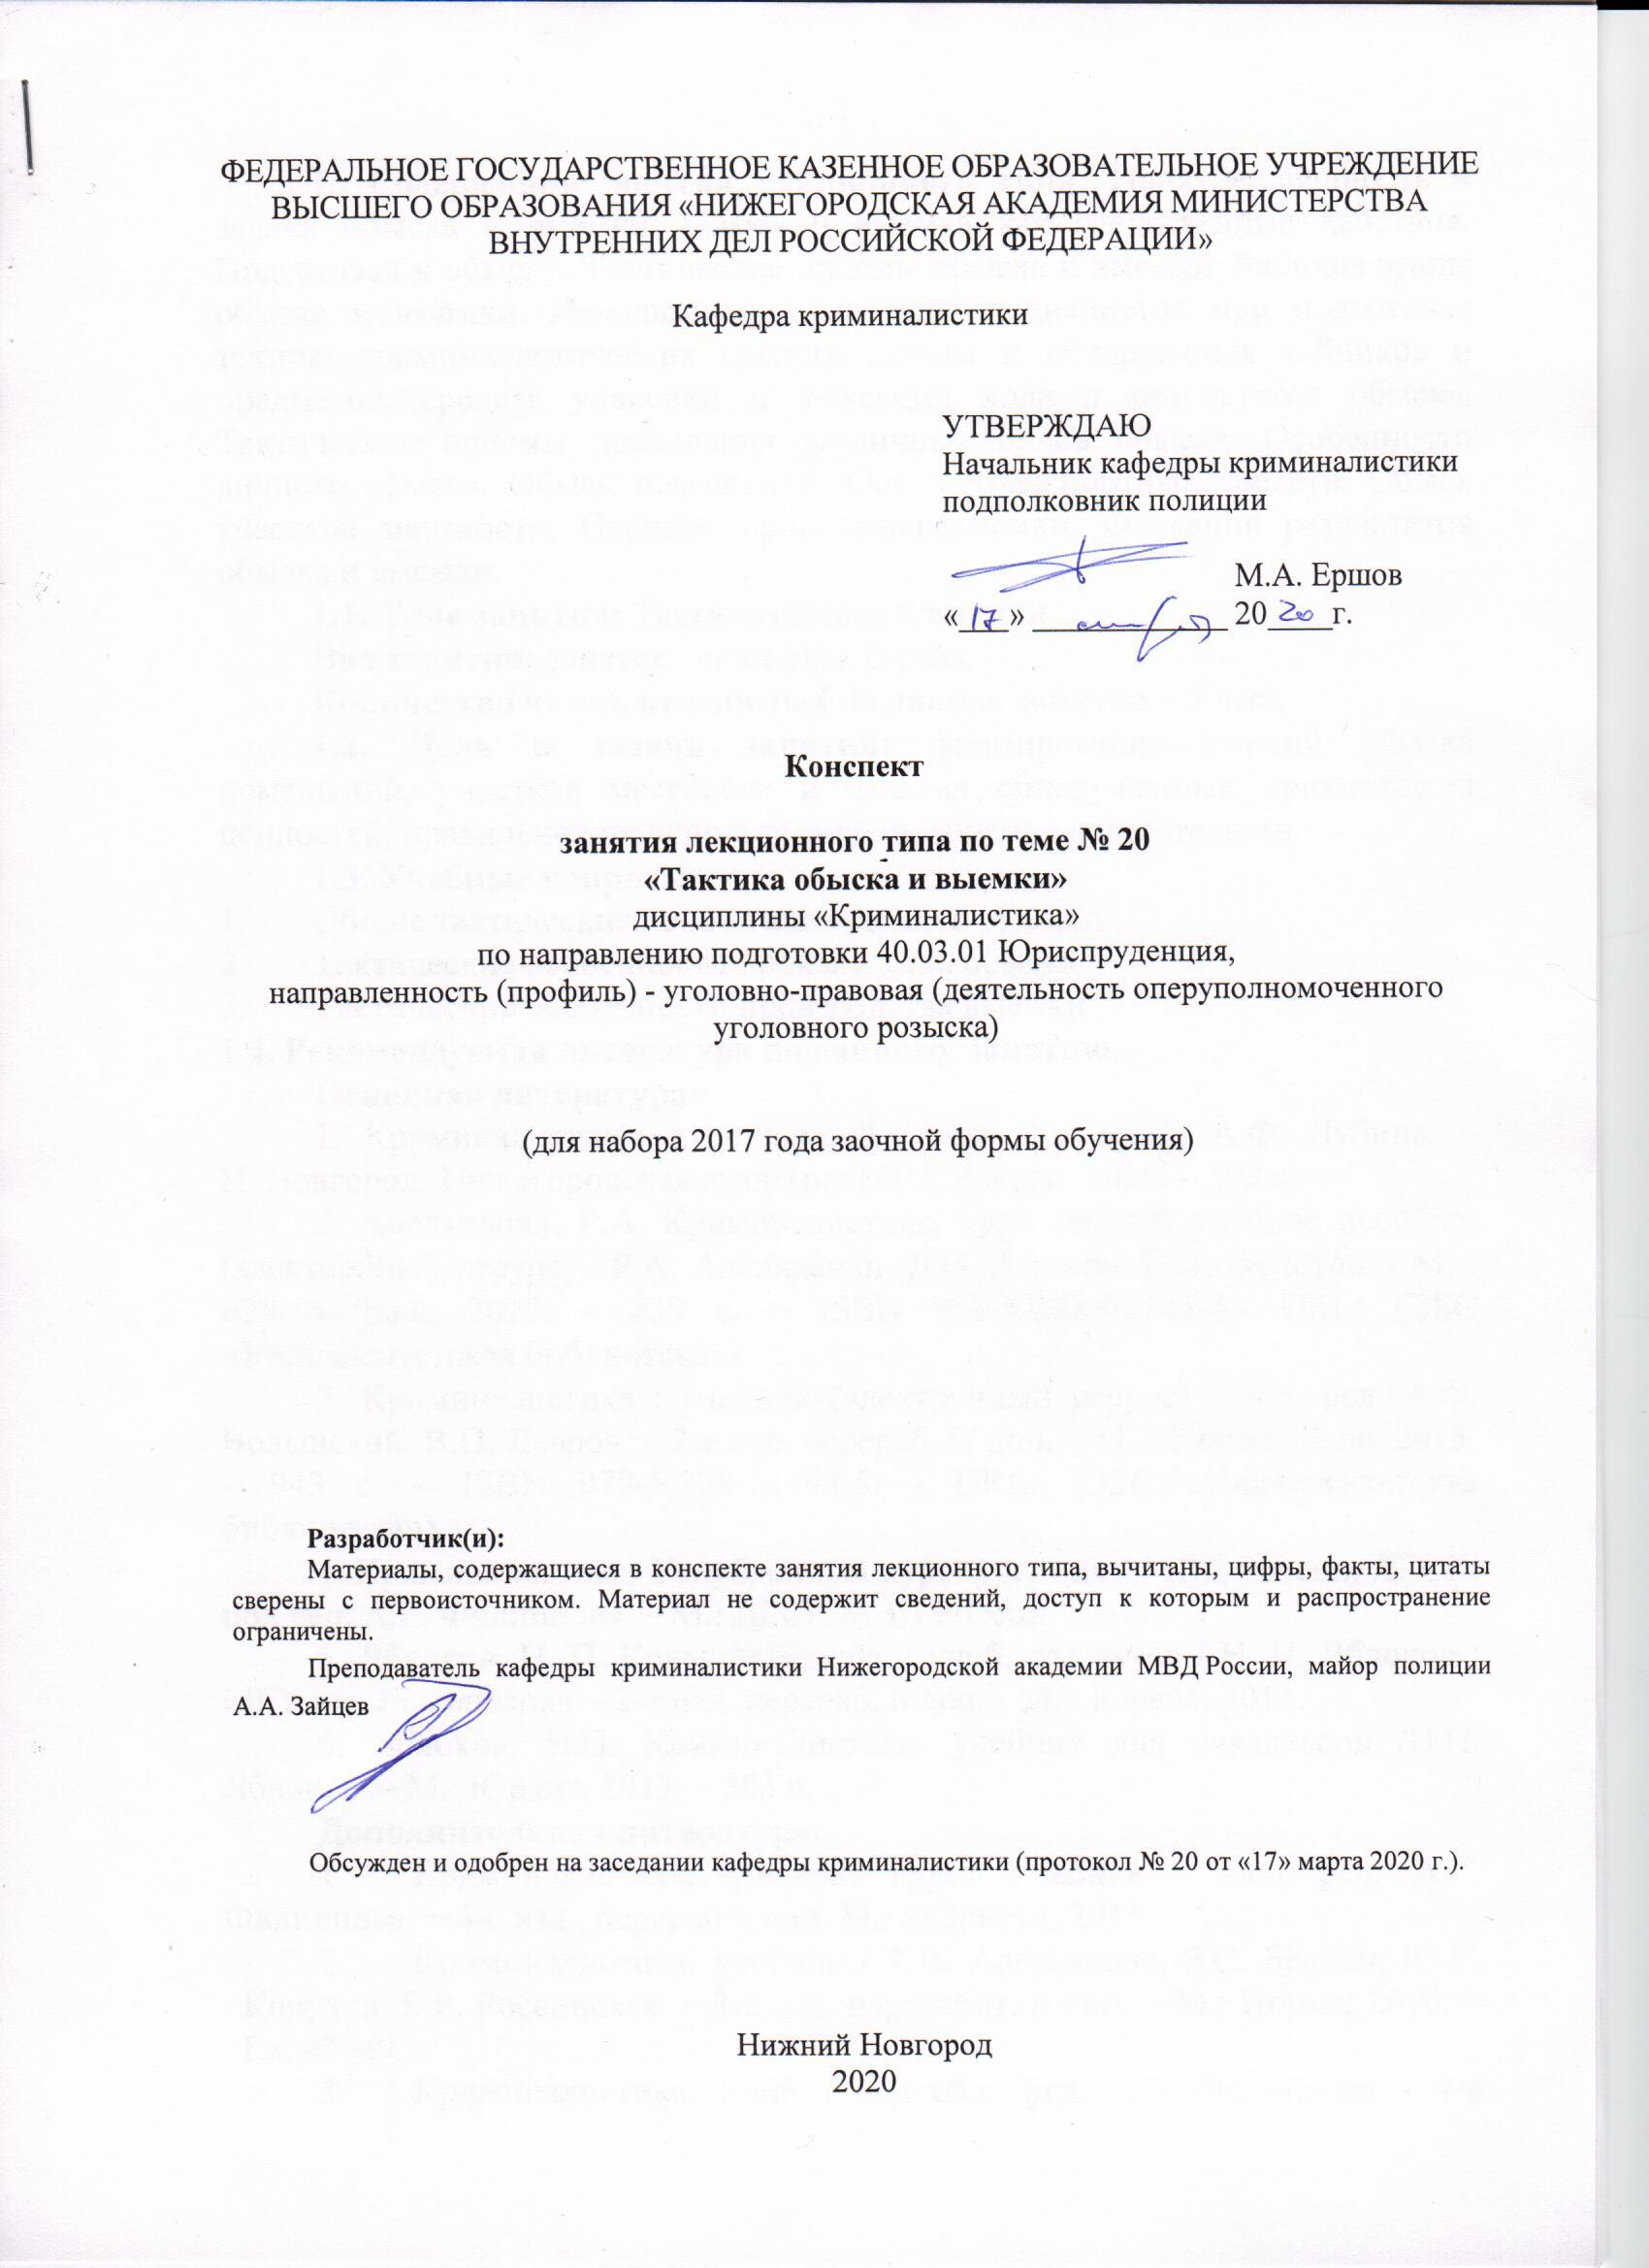 ФЕДЕРАЛЬНОЕ ГОСУДАРСТВЕННОЕ КАЗЕННОЕ ОБРАЗОВАТЕЛЬНОЕ УЧРЕЖДЕНИЕ
ВЫСШЕГО ОБРАЗОВАНИЯ «НИЖЕГОРОДСКАЯ АКАДЕМИЯ МИНИСТЕРСТВА
ВНУТРЕННИХ ДЕЛ РОССИЙСКОЙ ФЕДЕРАЦИИ»
Кафедра криминалистики
УТВЕРЖДАЮ
Начальник кафедры криминалистики
подполковник полиции
М.А. Ершов
«17» 2020 г.
Конспект
занятия лекционного типа по теме № 20
«Тактика обыска и выемки»
дисциплины «Криминалистика»
по направлению подготовки 40.03.01 Юриспруденция,
направленность (профиль) - уголовно-правовая (деятельность оперуполномоченного
уголовного розыска)
(для набора 2017 года заочной формы обучения)
Разработчик(и):
Материалы, содержащиеся в конспекте занятия лекционного типа, вычитаны, цифры, факты, цитаты
сверены с первоисточником. Материал не содержит сведений, доступ к которым и распространение
ограничены.
Преподаватель кафедры криминалистики Нижегородской академии МВД России, майор полиции
А.А. Зайцев
Обсужден и одобрен на заседании кафедры криминалистики (протокол № 20 от «17» марта 2020 г.).
Нижний Новгород
2020